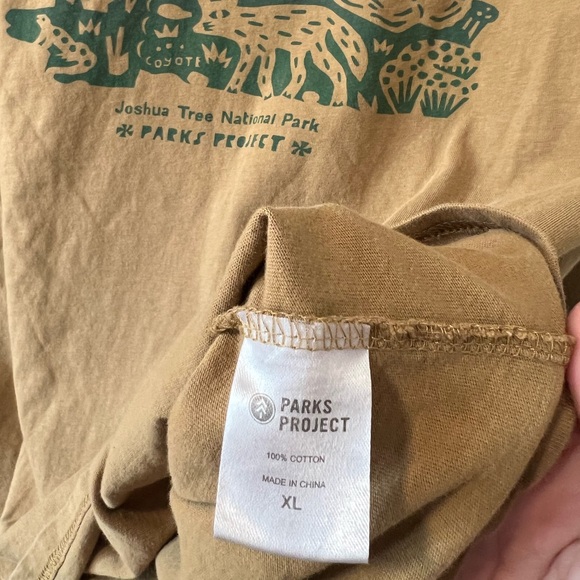 COYOTE
Joshua Tree National Park
PARKS PROJECT
PARKS
PROJECT
100% COTTON
MADE IN CHINA
XL